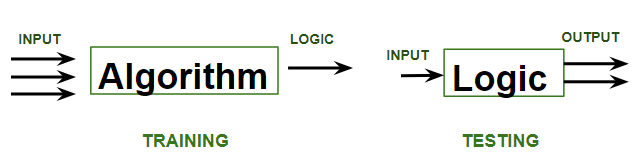 INPUT
Algorithm
LOGIC
TRAINING
INPUT
Logic
OUTPUT
TESTING